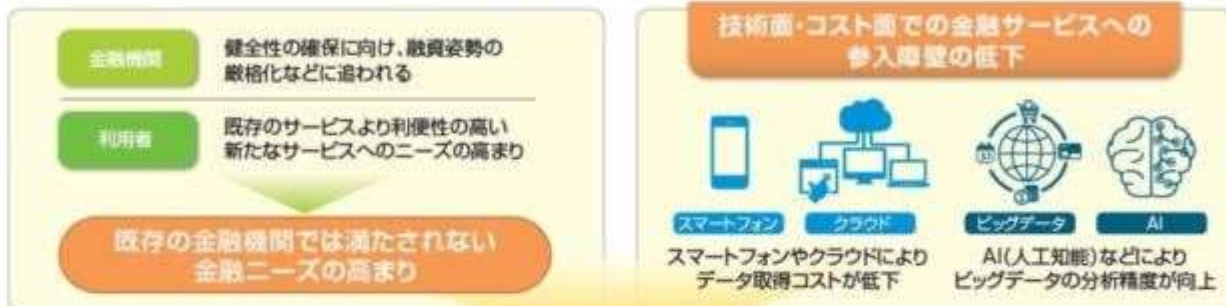 金融機関
健全性の確保に向け、融資姿勢の
厳格化などに追われる
利用者
既存のサービスより利便性の高い
新たなサービスへのニーズの高まり
既存の金融機関では満たされない
金融ニーズの高まり
技術面・コスト面での金融サービスへの
参入障壁の低下
スマートフォン
クラウド
ビッグデータ
AI
スマートフォンやクラウドにより
データ取得コストが低下
AI(人工知能)などにより
ビッグデータの分析精度が向上